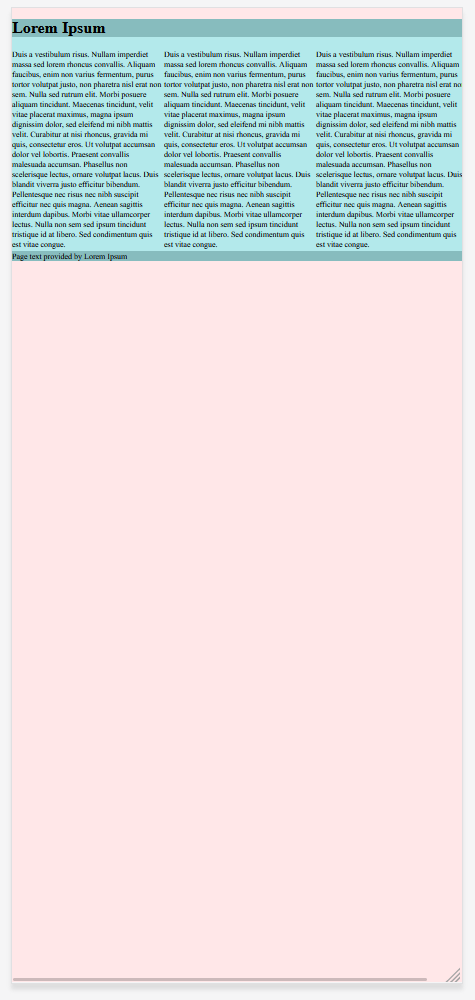 Lorem Ipsum
Duis a vestibulum risus. Nullam imperdiet
massa sed lorem rhoncus convallis. Aliquam
faucibus, enim non varius fermentum, purus
tortor volutpat justo, non pharetra nisl erat non
sem. Nulla sed rutrum elit. Morbi posuere
aliquam tincidunt. Maecenas tincidunt, velit
vitae placerat maximus, magna ipsum
dignissim dolor, sed eleifend mi nibh mattis
velit. Curabitur at nisi rhoncus, gravida mi
quis, consectetur eros. Ut volutpat accumsan
dolor vel lobortis. Praesent convallis
malesuada accumsan. Phasellus non
scelerisque lectus, ornare volutpat lacus. Duis
blandit viverra justo efficitur bibendum.
Pellentesque nec risus nec nibh suscipit
efficitur nec quis magna. Aenean sagittis
interdum dapibus. Morbi vitae ullamcorper
lectus. Nulla non sem sed ipsum tincidunt
tristique id at libero. Sed condimentum quis
est vitae congue.
Duis a vestibulum risus. Nullam imperdiet
massa sed lorem rhoncus convallis. Aliquam
faucibus, enim non varius fermentum, purus
tortor volutpat justo, non pharetra nisl erat non
sem. Nulla sed rutrum elit. Morbi posuere
aliquam tincidunt. Maecenas tincidunt, velit
vitae placerat maximus, magna ipsum
dignissim dolor, sed eleifend mi nibh mattis
velit. Curabitur at nisi rhoncus, gravida mi
quis, consectetur eros. Ut volutpat accumsan
dolor vel lobortis. Praesent convallis
malesuada accumsan. Phasellus non
scelerisque lectus, ornare volutpat lacus. Duis
blandit viverra justo efficitur bibendum.
Pellentesque nec risus nec nibh suscipit
efficitur nec quis magna. Aenean sagittis
interdum dapibus. Morbi vitae ullamcorper
lectus. Nulla non sem sed ipsum tincidunt
tristique id at libero. Sed condimentum quis
est vitae congue.
Duis a vestibulum risus. Nullam imperdiet
massa sed lorem rhoncus convallis. Aliquam
faucibus, enim non varius fermentum, purus
tortor volutpat justo, non pharetra nisl erat no
sem. Nulla sed rutrum elit. Morbi posuere
aliquam tincidunt. Maecenas tincidunt, velit
vitae placerat maximus, magna ipsum
dignissim dolor, sed eleifend mi nibh mattis
velit. Curabitur at nisi rhoncus, gravida mi
quis, consectetur eros. Ut volutpat accumsan
dolor vel lobortis. Praesent convallis
malesuada accumsan. Phasellus non
scelerisque lectus, ornare volutpat lacus. Duis
blandit viverra justo efficitur bibendum.
Pellentesque nec risus nec nibh suscipit
efficitur nec quis magna. Aenean sagittis
interdum dapibus. Morbi vitae ullamcorper
lectus. Nulla non sem sed ipsum tincidunt
tristique id at libero. Sed condimentum quis
est vitae congue.
Page text provided by Lorem Ipsum